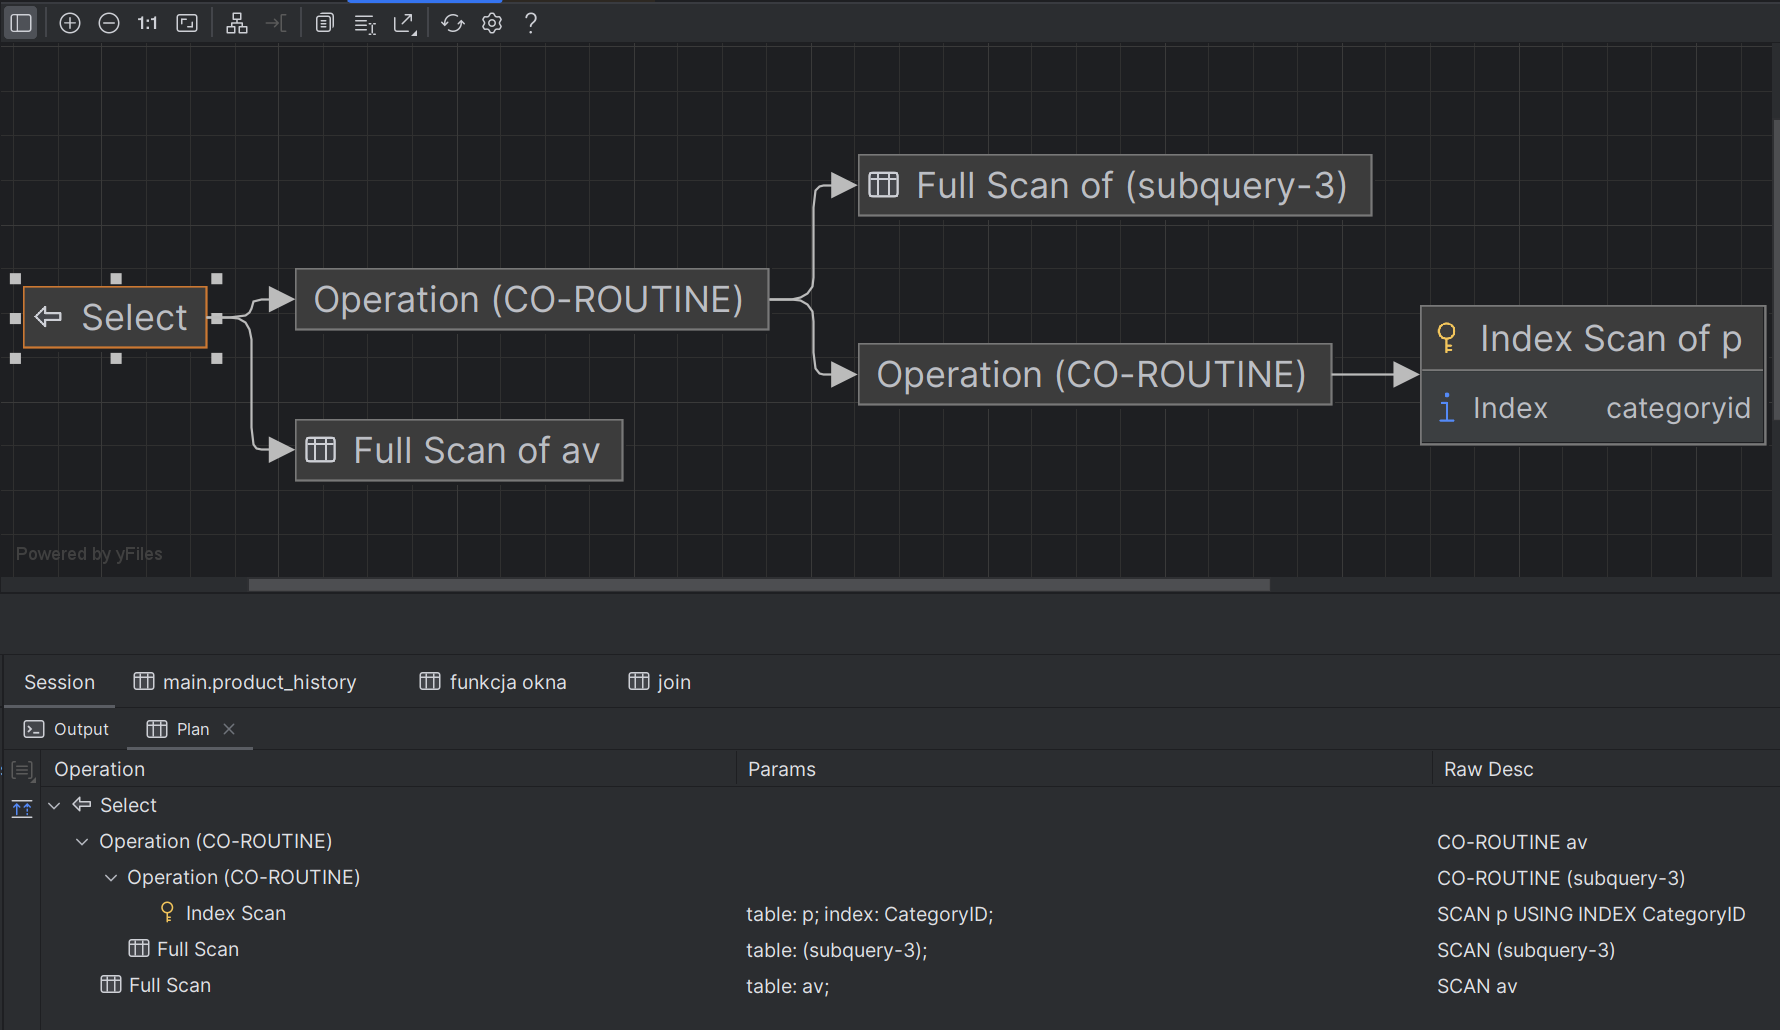 1:1 ?
Full Scan of (subquery-3)
Operation (CO-ROUTINE)
Select
Index Scan of p
Operation (CO-ROUTINE)
Index categoryid
Full Scan of av
Powered by yFiles
Session main.product_history funkcja okna join
Output Plan
Operation Params Raw Desc
Select
Operation (CO-ROUTINE) CO-ROUTINE av
Operation (CO-ROUTINE) CO-ROUTINE (subquery-3)
Index Scan table: p; index: CategoryID; SCAN p USING INDEX CategoryID
Full Scan table: (subquery-3); SCAN (subquery-3)
Full Scan table: av; SCAN av